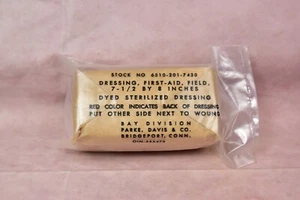 STOCK NO 6510-201-7430
DRESSING, FIRST-AID, FIELD,
7-1/2 BY 8 INCHES
DYED STERILIZED DRESSING
RED COLOR INDICATES BACK OF DRESSING
PUT OTHER SIDE NEXT TO WOUND
BAY DIVISION
PARKE, DAVIS & CO.
BRIDGEPORT, CONN.